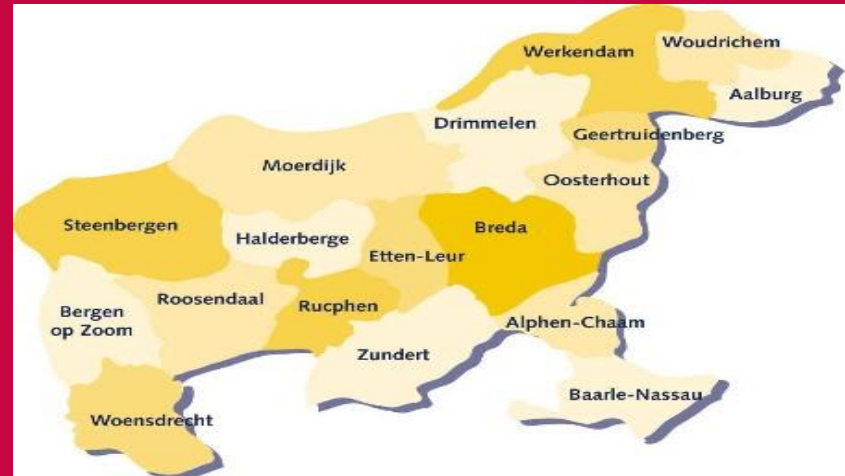 Werkendam
Woudrichem
Aalburg
Drimmelen
Geertruidenberg
Moerdijk
Oosterhout
Steenbergen
Halderberge
Breda
Etten-Leur
Roosendaal
Rucphen
Bergen
op Zoom
Alphen-Chaam
Zundert
Baarle-Nassau
Woensdrecht